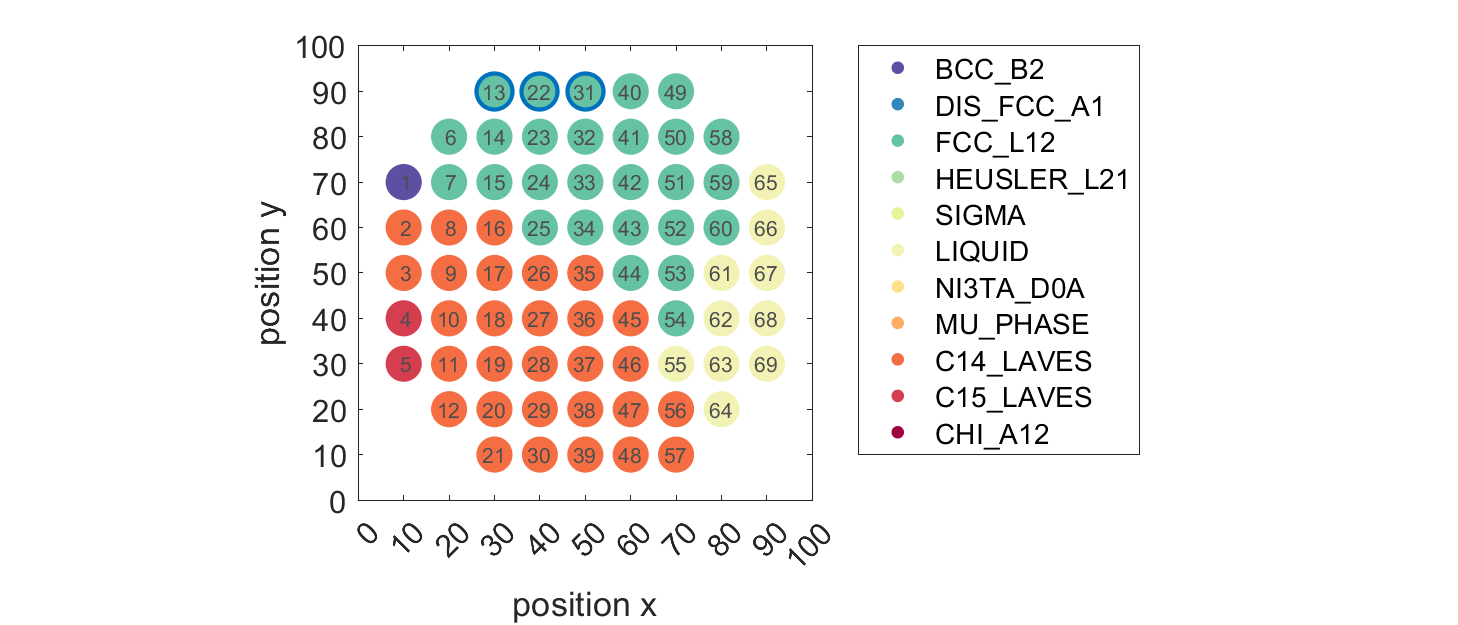 100
90
80
70
60
50
40
30
20
10
0
13 22 31 40 49
6 14 23 32 41 50 58
1 7 15 24 33 42 51 59 65
2 8 16 25 34 43 52 60 66
3 9 17 26 35 44 53 61 67
4 10 18 27 36 45 54 62 68
5 11 19 28 37 46 55 63 69
12 20 29 38 47 56 64
21 30 39 48 57
0 10 20 30 40 50 60 70 80 90 100
position x
position y
BCC_B2
DIS_FCC_A1
FCC_L12
HEUSLER_L21
SIGMA
LIQUID
NI3TA_D0A
MU_PHASE
C14_LAVES
C15_LAVES
CHI_A12